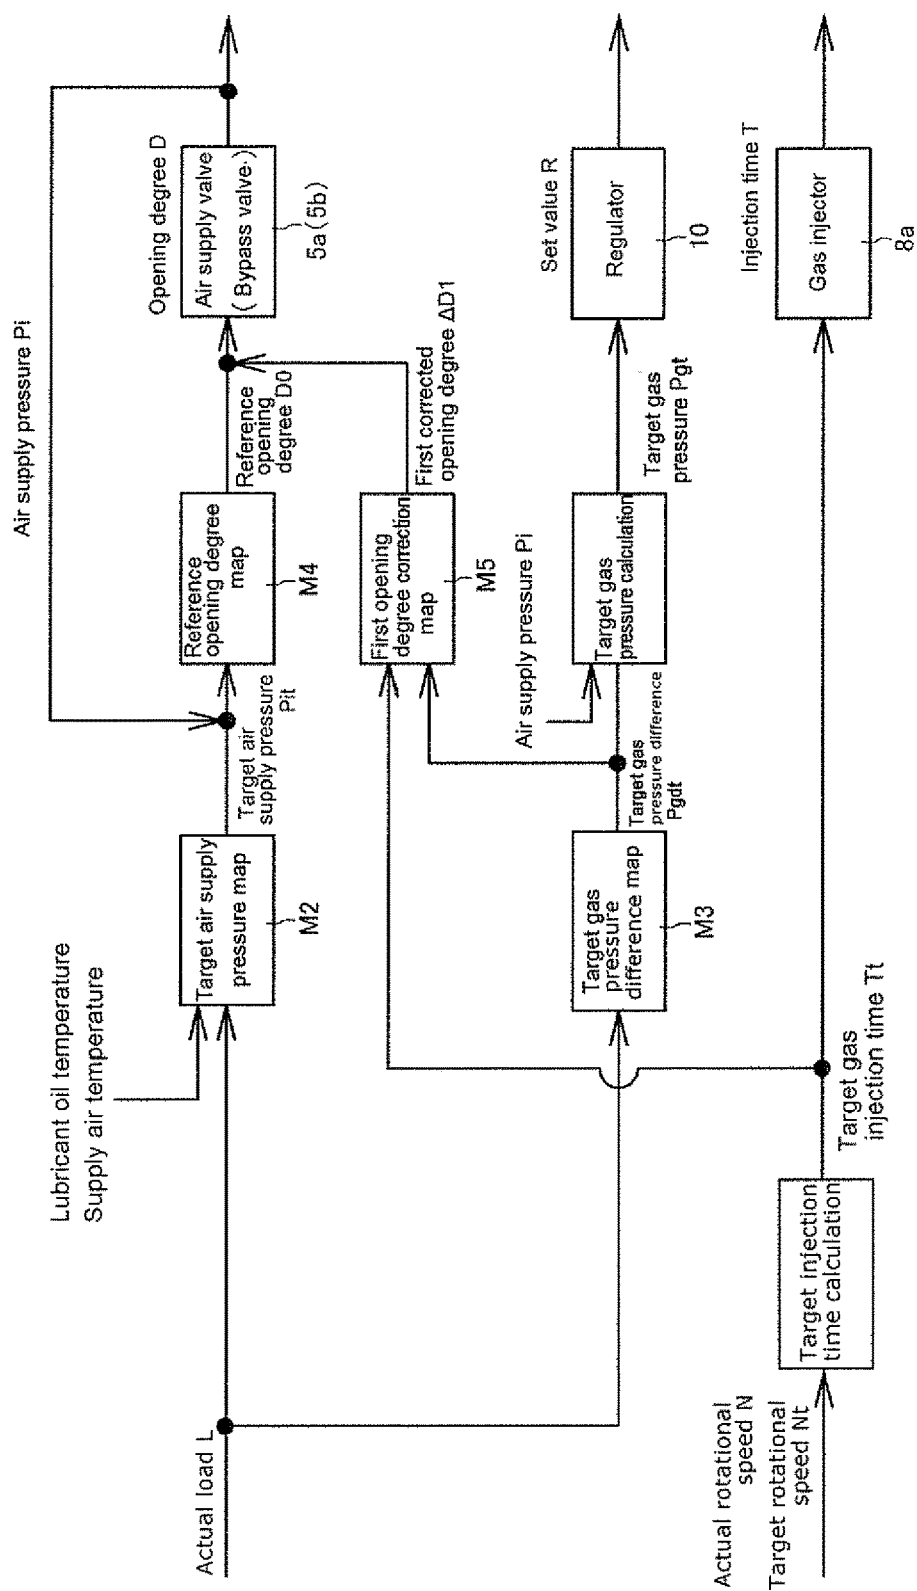 Actual load L
Lubricant oil temperature
Supply air temperature
Target air supply
pressure map
M2
Air supply pressure Pi
Target air
supply pressure
Pit
Reference
opening degree
map
M4
Reference
opening
degree D0
Opening degree D
Air supply valve
(Bypass valve)
5a(5b)
First opening
degree correction
map
M5
First corrected
opening degree ΔD1
Target gas
pressure
difference map
M3
Target gas
pressure difference
Pgdt
Air supply pressure Pi
Target gas
pressure calculation
Target gas
pressure Pgt
Set value R
Regulator
10
Actual rotational
speed N
Target rotational
speed Nt
Target injection
time calculation
Target gas
injection time Tt
Injection time T
Gas injector
8a